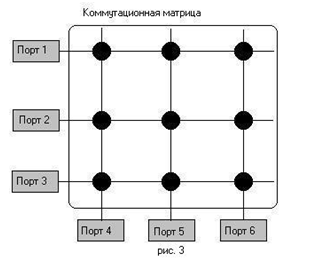 Коммутационная матрица
Порт 1
Порт 2
Порт 3
Порт 4
Порт 5
Порт 6
рис. 3